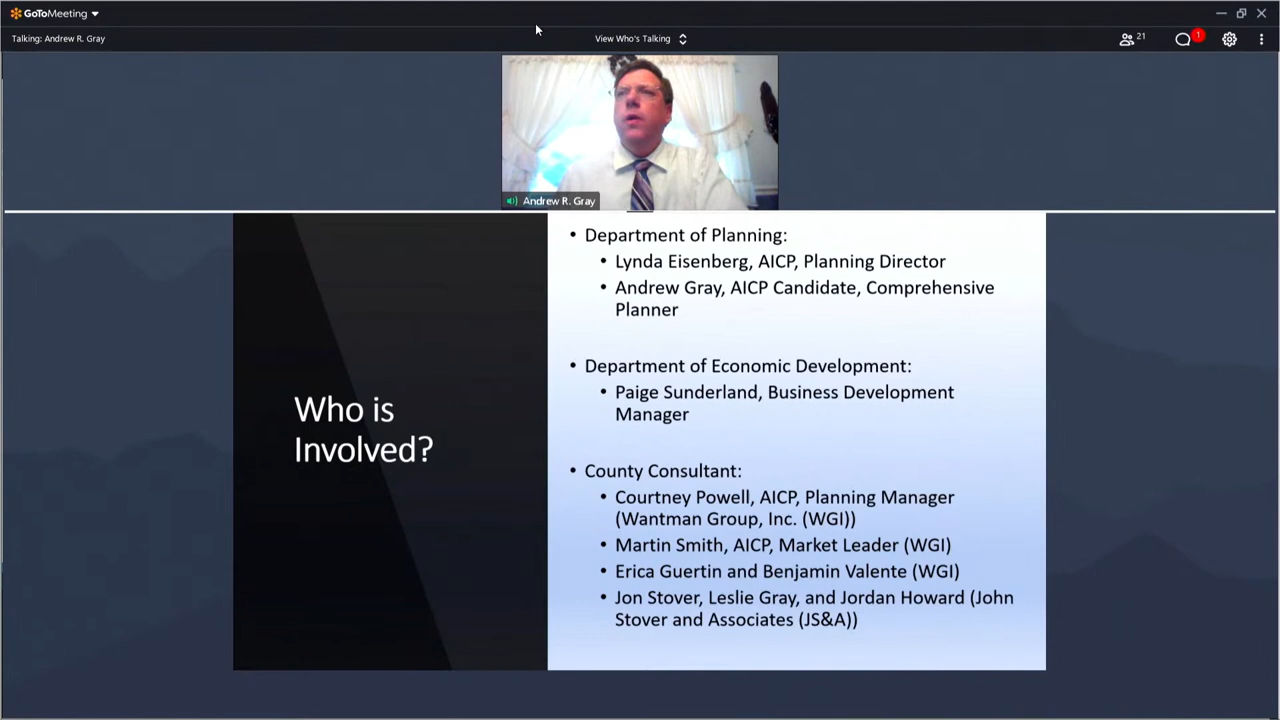 GoToMeeting
Talking: Andrew R. Gray
View Who's Talking
21
1
Andrew R. Gray
Who is
Involved?
• Department of Planning:
• Lynda Eisenberg, AICP, Planning Director
• Andrew Gray, AICP Candidate, Comprehensive
Planner
• Department of Economic Development:
• Paige Sunderland, Business Development
Manager
• County Consultant:
• Courtney Powell, AICP, Planning Manager
(Wantman Group, Inc. (WGI))
• Martin Smith, AICP, Market Leader (WGI)
• Erica Guertin and Benjamin Valente (WGI)
• Jon Stover, Leslie Gray, and Jordan Howard (John
Stover and Associates (JS&A))